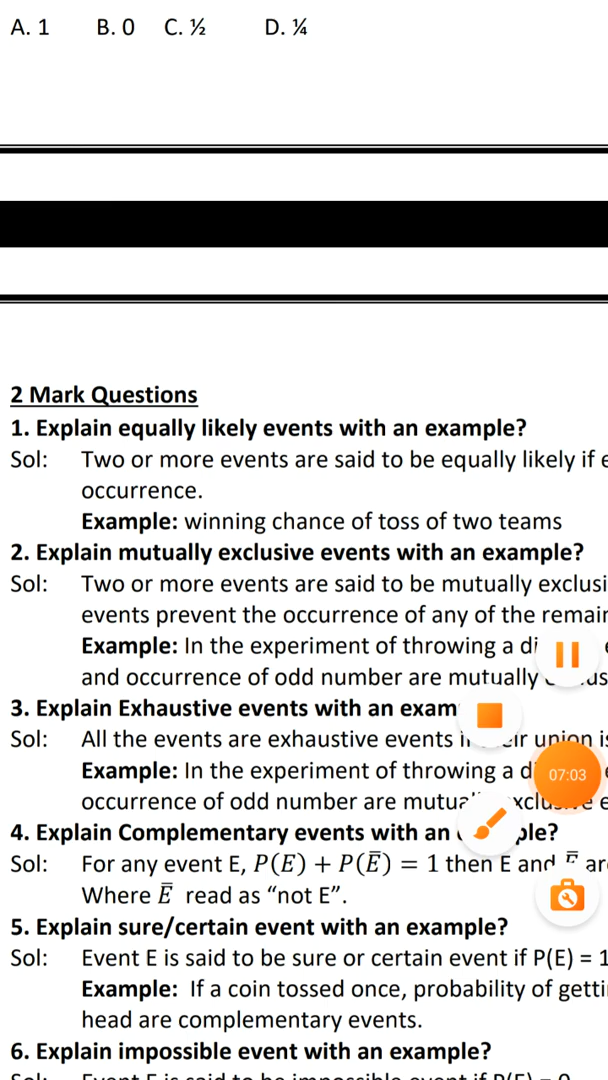 A. 1 B. 0 C. ½ D. ¼
2 Mark Questions
1. Explain equally likely events with an example?
Sol: Two or more events are said to be equally likely if
occurrence.
Example: winning chance of toss of two teams
2. Explain mutually exclusive events with an example?
Sol: Two or more events are said to be mutually
events prevent the occurrence of any of the
Example: In the experiment of throwing a
and occurrence of odd number are mutually
3. Explain Exhaustive events with an
Sol: All the events are exhaustive events union
Example: In the experiment of throwing a
07:03
occurrence of odd number are
4. Explain Complementary events with an
Sol: For any event E, P(E) + P(E̅) = 1 then E and
Where E̅ read as “not E”.
5. Explain sure/certain event with an example?
Sol: Event E is said to be sure or certain event if P(E) = 1
Example: If a coin tossed once, probability of
head are complementary events.
6. Explain impossible event with an example?